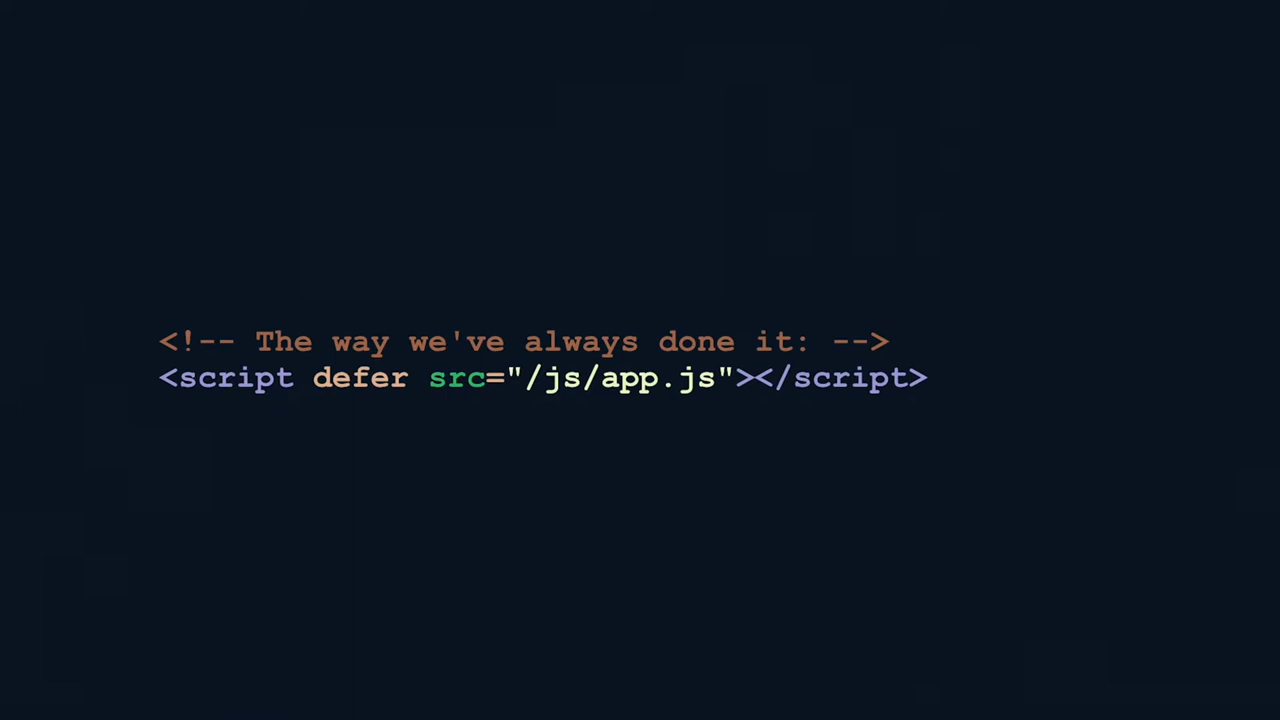 <!-- The way we've always done it: -->
<script defer src="/js/app.js"></script>